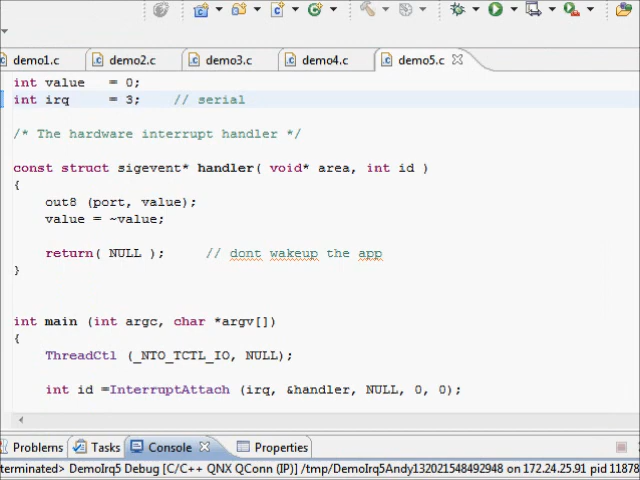 demo1.c demo2.c demo3.c demo4.c demo5.c
int value   = 0;
int irq     = 3;    // serial
/* The hardware interrupt handler */
const struct sigevent* handler( void* area, int id )
{
    out8 (port, value);
    value = ~value;
    return( NULL );     // dont wakeup the app
}
int main (int argc, char *argv[])
{
    ThreadCtl (_NTO_TCTL_IO, NULL);
    int id =InterruptAttach (irq, &handler, NULL, 0, 0);
Problems Tasks Console Properties
terminated> DemoIrq5 Debug [C/C++ QNX QConn (IP)] /tmp/DemoIrq5Andy132021548492948 on 172.24.25.91 pid 11878